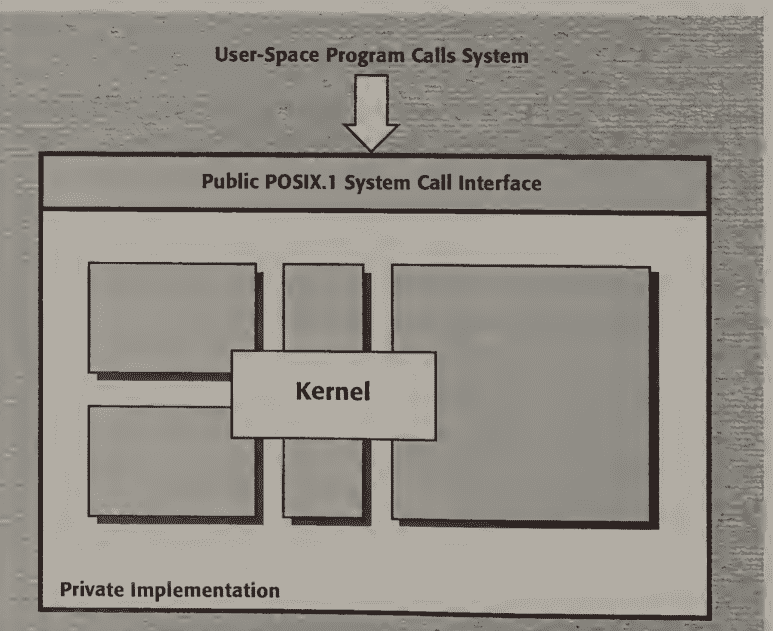 User-Space Program Calls System
Public POSIX.1 System Call Interface
Kernel
Private Implementation